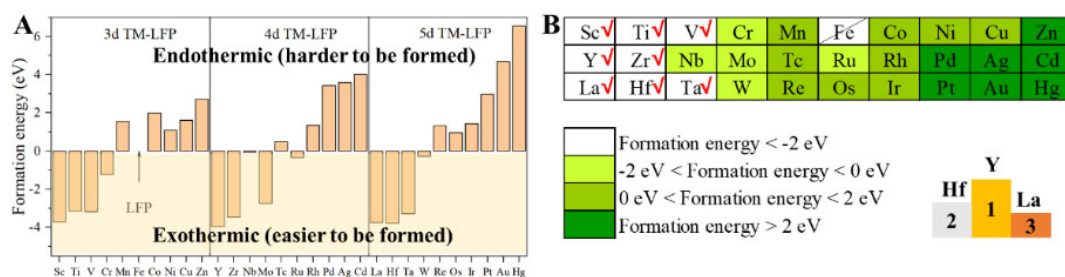 A
3d TM-LFP 4d TM-LFP 5d TM-LFP
Endothermic (harder to be formed)
Formation energy (eV)
6
4
2
0
-2
-4
LFP
Exothermic (easier to be formed)
Sc Ti V Cr Mn Fe Co Ni Cu Zn Y Zr Nb Mo Tc Ru Rh Pd Ag Cd La Hf Ta W Re Os Ir Pt Au Hg
B
Sc√ Ti√ V√ Cr Mn Fe Co Ni Cu Zn
Y√ Zr√ Nb Mo Tc Ru Rh Pd Ag Cd
La√ Hf√ Ta√ W Re Os Ir Pt Au Hg
Formation energy < -2 eV
-2 eV < Formation energy < 0 eV
0 eV < Formation energy < 2 eV
Formation energy > 2 eV
Y
Hf
La
1
2
3